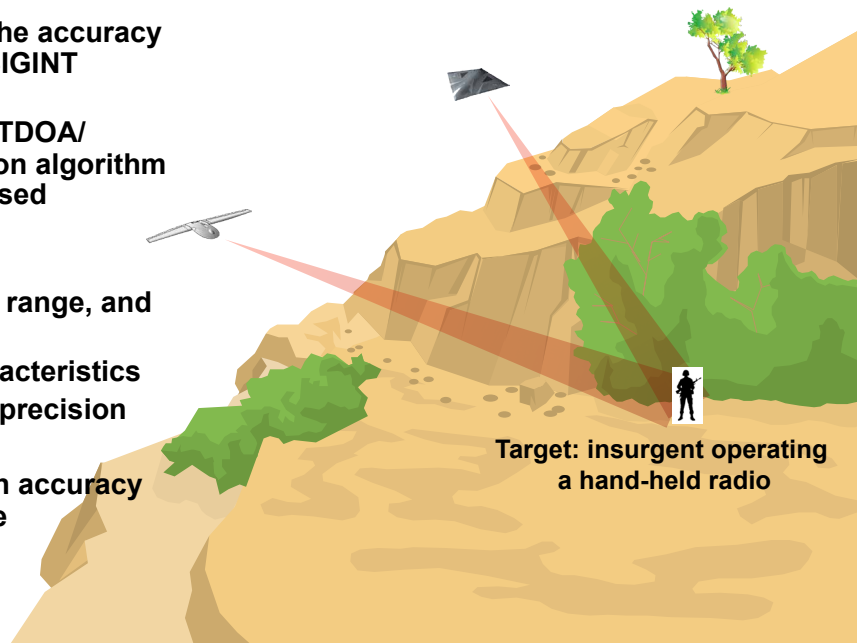 he accuracy
IGINT
TDOA/
on algorithm
sed
range, and
acteristics
precision
n accuracy
e
Target: insurgent operating
a hand-held radio